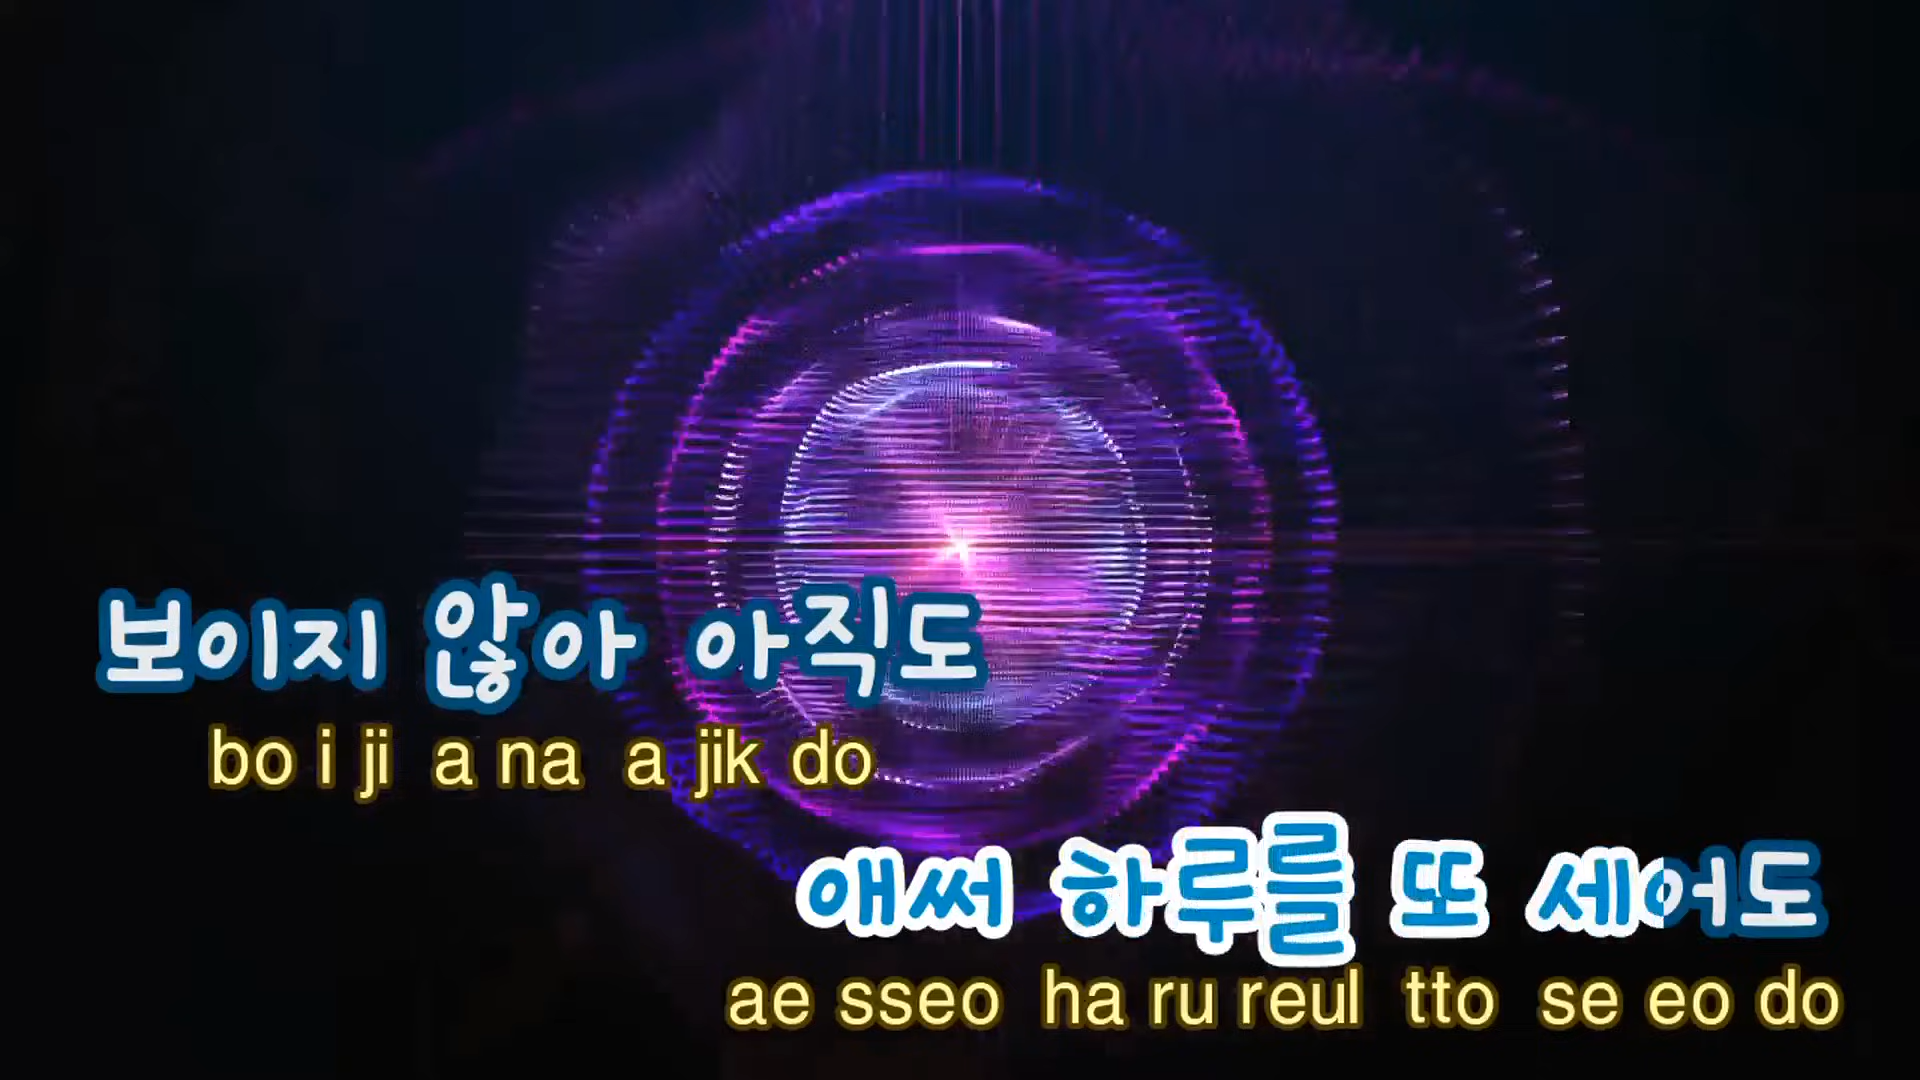 보이지 않아 아직도
bo i ji a na a jik do
애써 하루를 또 세어도
ae sseo ha ru reul tto se eo do